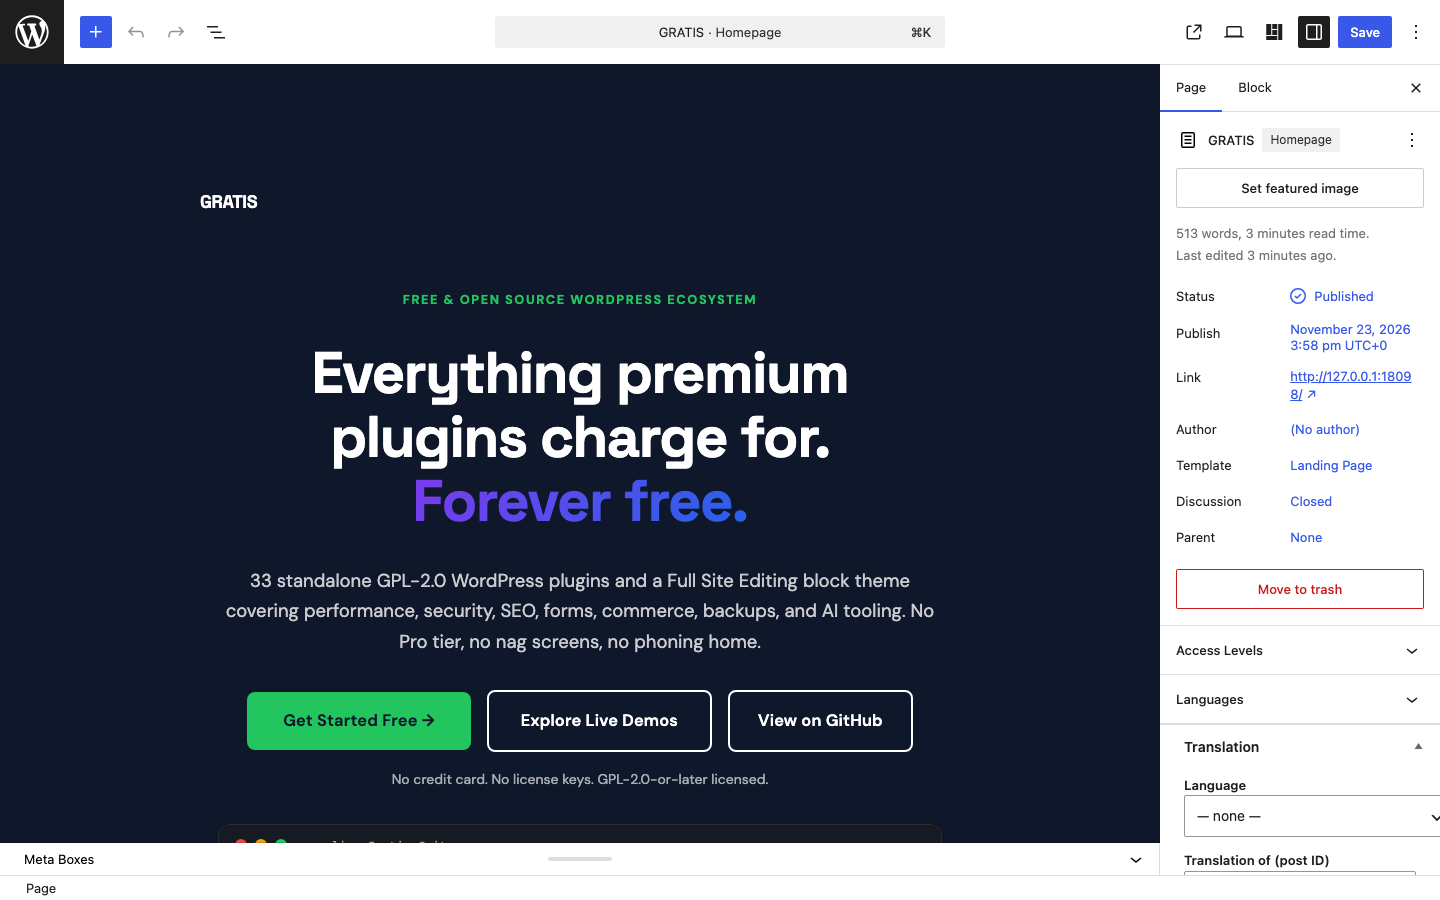 GRATIS · Homepage
⌘K
Save
Page
Block
GRATIS
Homepage
Set featured image
513 words, 3 minutes read time.
Last edited 3 minutes ago.
Status
Published
Publish
November 23, 2026
3:58 pm UTC+0
Link
http://127.0.0.1:1809
8/ ↗
Author
(No author)
Template
Landing Page
Discussion
Closed
Parent
None
Move to trash
Access Levels
Languages
Translation
Language
— none —
Translation of (post ID)
GRATIS
FREE & OPEN SOURCE WORDPRESS ECOSYSTEM
Everything premium
plugins charge for.
Forever free.
33 standalone GPL-2.0 WordPress plugins and a Full Site Editing block theme
covering performance, security, SEO, forms, commerce, backups, and AI tooling. No
Pro tier, no nag screens, no phoning home.
Get Started Free →
Explore Live Demos
View on GitHub
No credit card. No license keys. GPL-2.0-or-later licensed.
Meta Boxes
Page